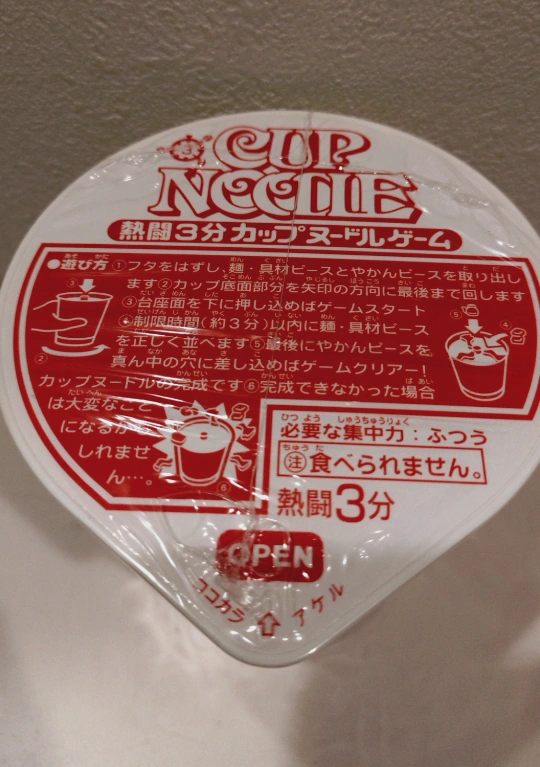 CUP
NOODLE
熱闘3分カップヌードルゲーム
●遊び方 ①フタをはずし、麺・具材ピースとやかんピースを取り出し
ます②カップ底面部分を矢印の方向に最後まで回します
③台座面を下に押し込めばゲームスタート
④制限時間(約3分)以内に麺・具材ピース
を正しく並べます⑤最後にやかんピースを
真ん中の穴に差し込めばゲームクリアー!
カップヌードルの完成です⑥完成できなかった場合
は大変なこと
になるかも
しれませ
ん…。
③
②
⑤
④
⑥
必要な集中力:ふつう
注 食べられません。
熱闘3分
OPEN
ココカラ アケル